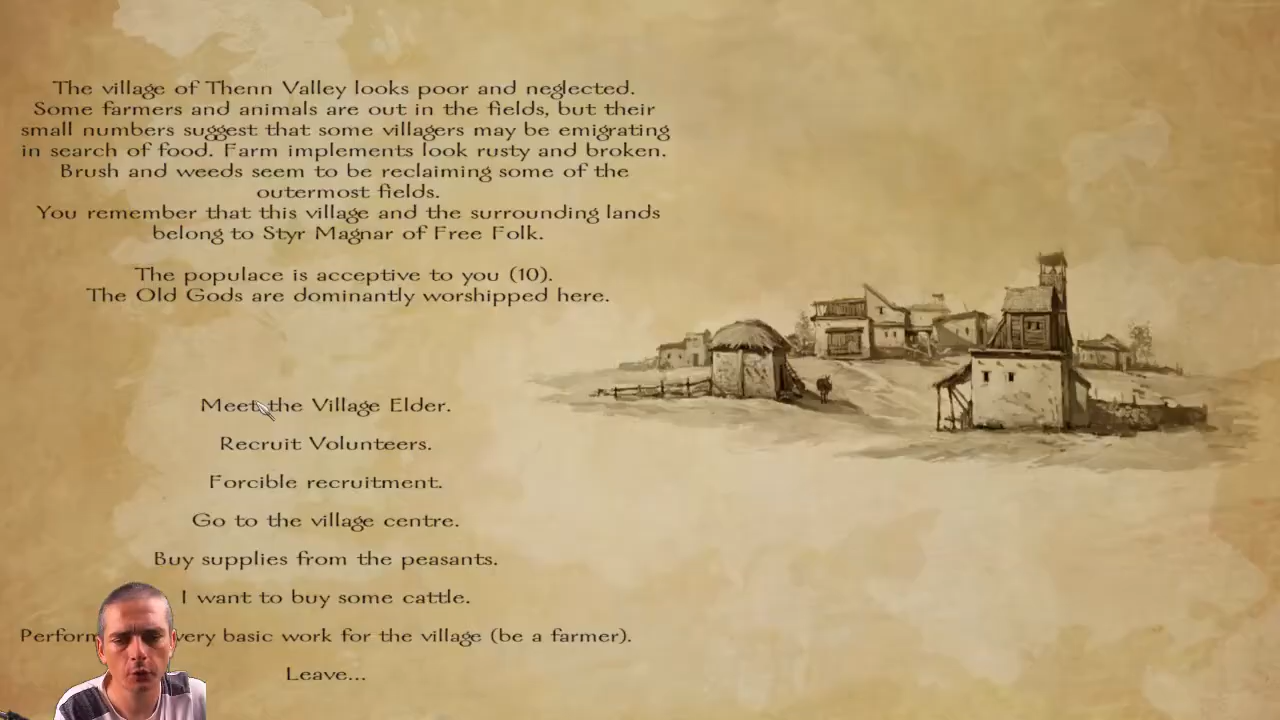 The village of Thenn Valley looks poor and neglected.
Some farmers and animals are out in the fields, but their
small numbers suggest that some villagers may be emigrating
in search of food. Farm implements look rusty and broken.
Brush and weeds seem to be reclaiming some of the
outermost fields.
You remember that this village and the surrounding lands
belong to Styr Magnar of Free Folk.
The populace is acceptive to you (10).
The Old Gods are dominantly worshipped here.
Meet the Village Elder.
Recruit Volunteers.
Forcible recruitment.
Go to the village centre.
Buy supplies from the peasants.
I want to buy some cattle.
Perform very basic work for the village (be a farmer).
Leave...